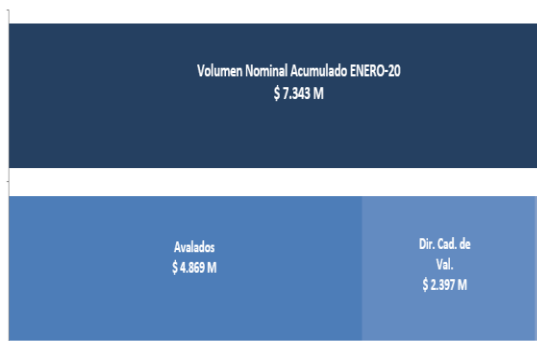 Volumen Nominal Acumulado ENERO-20
$ 7.343 M
Avalados
$ 4.869 M
Dir. Cad. de
Val.
$ 2.397 M